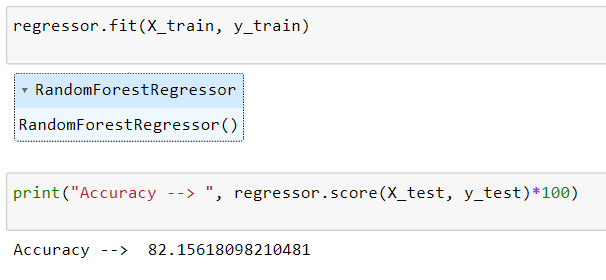 regressor.fit(X_train, y_train)
RandomForestRegressor
RandomForestRegressor()
print("Accuracy --> ", regressor.score(X_test, y_test)*100)
Accuracy -->  82.15618098210481